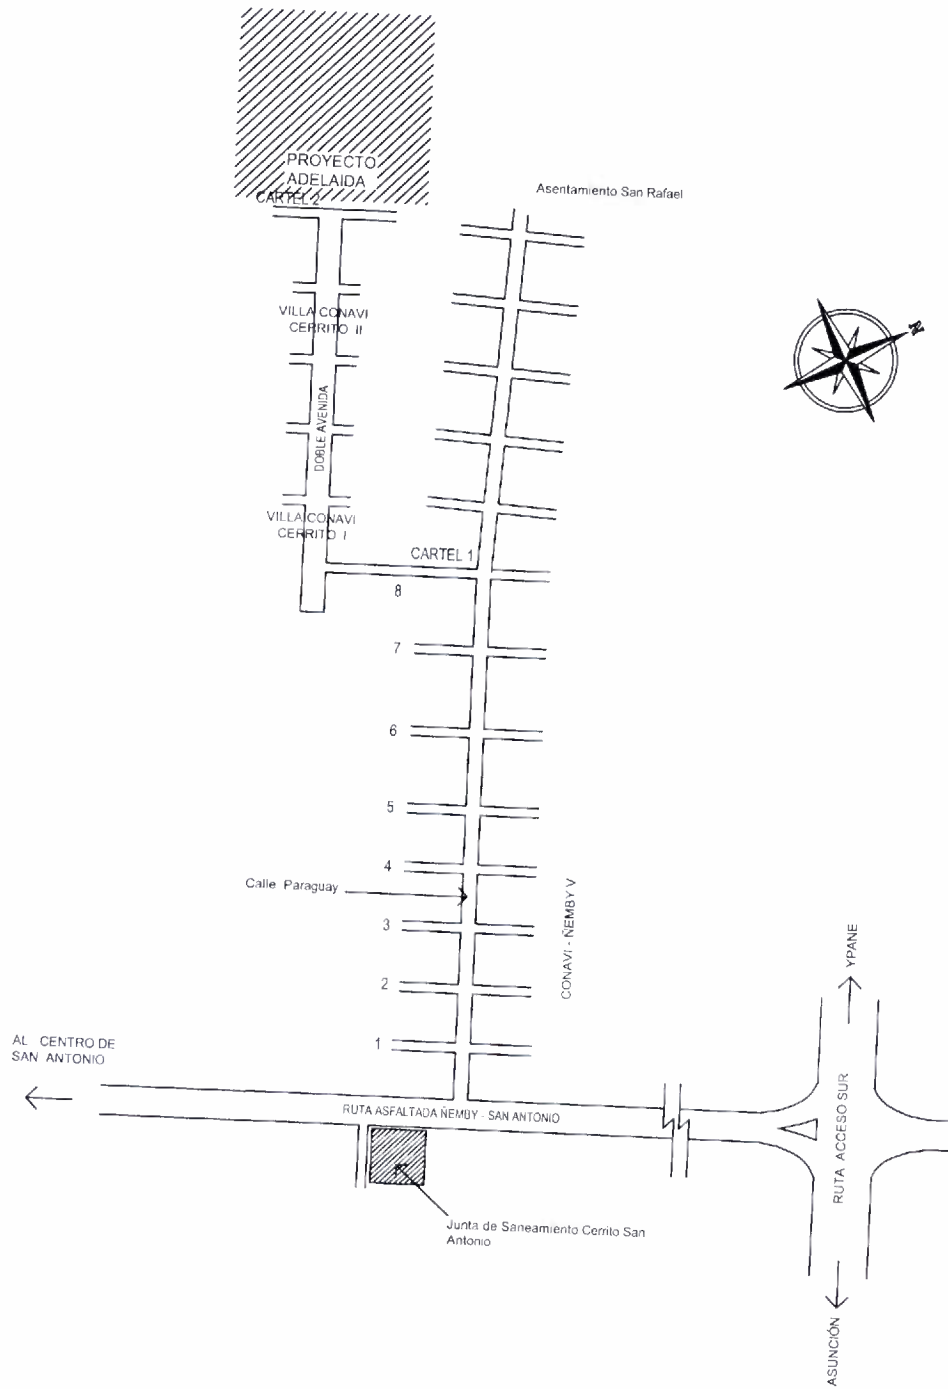 PROYECTO
ADELAIDA
CARTEL 2
Asentamiento San Rafael
N
VILLA CONAVI
CERRITO II
DOBLE AVENIDA
VILLA CONAVI
CERRITO I
CARTEL 1
8
7
6
5
4
Calle Paraguay
3
CONAVI - ÑEMBY V
2
1
YPANE
AL CENTRO DE
SAN ANTONIO
RUTA ASFALTADA ÑEMBY - SAN ANTONIO
RUTA ACCESO SUR
Junta de Saneamiento Cerrito San
Antonio
ASUNCIÓN